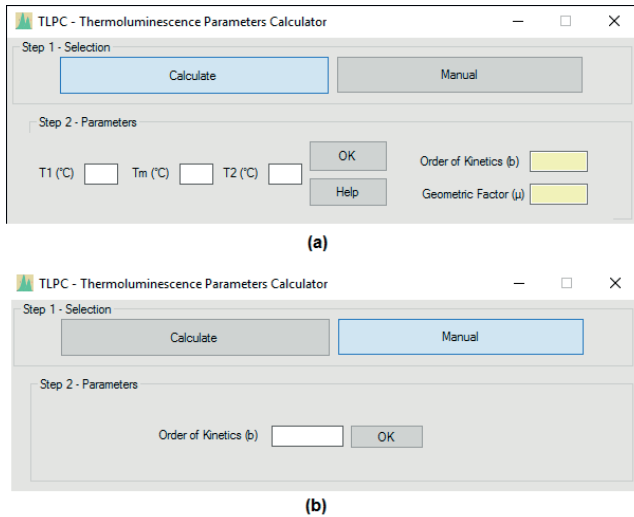 TLPC - Thermoluminescence Parameters Calculator
Step 1 - Selection
Calculate Manual
Step 2 - Parameters
T1 (°C) Tm (°C) T2 (°C) OK Order of Kinetics (b)
Help Geometric Factor (μ)
(a)
TLPC - Thermoluminescence Parameters Calculator
Step 1 - Selection
Calculate Manual
Step 2 - Parameters
Order of Kinetics (b) OK
(b)